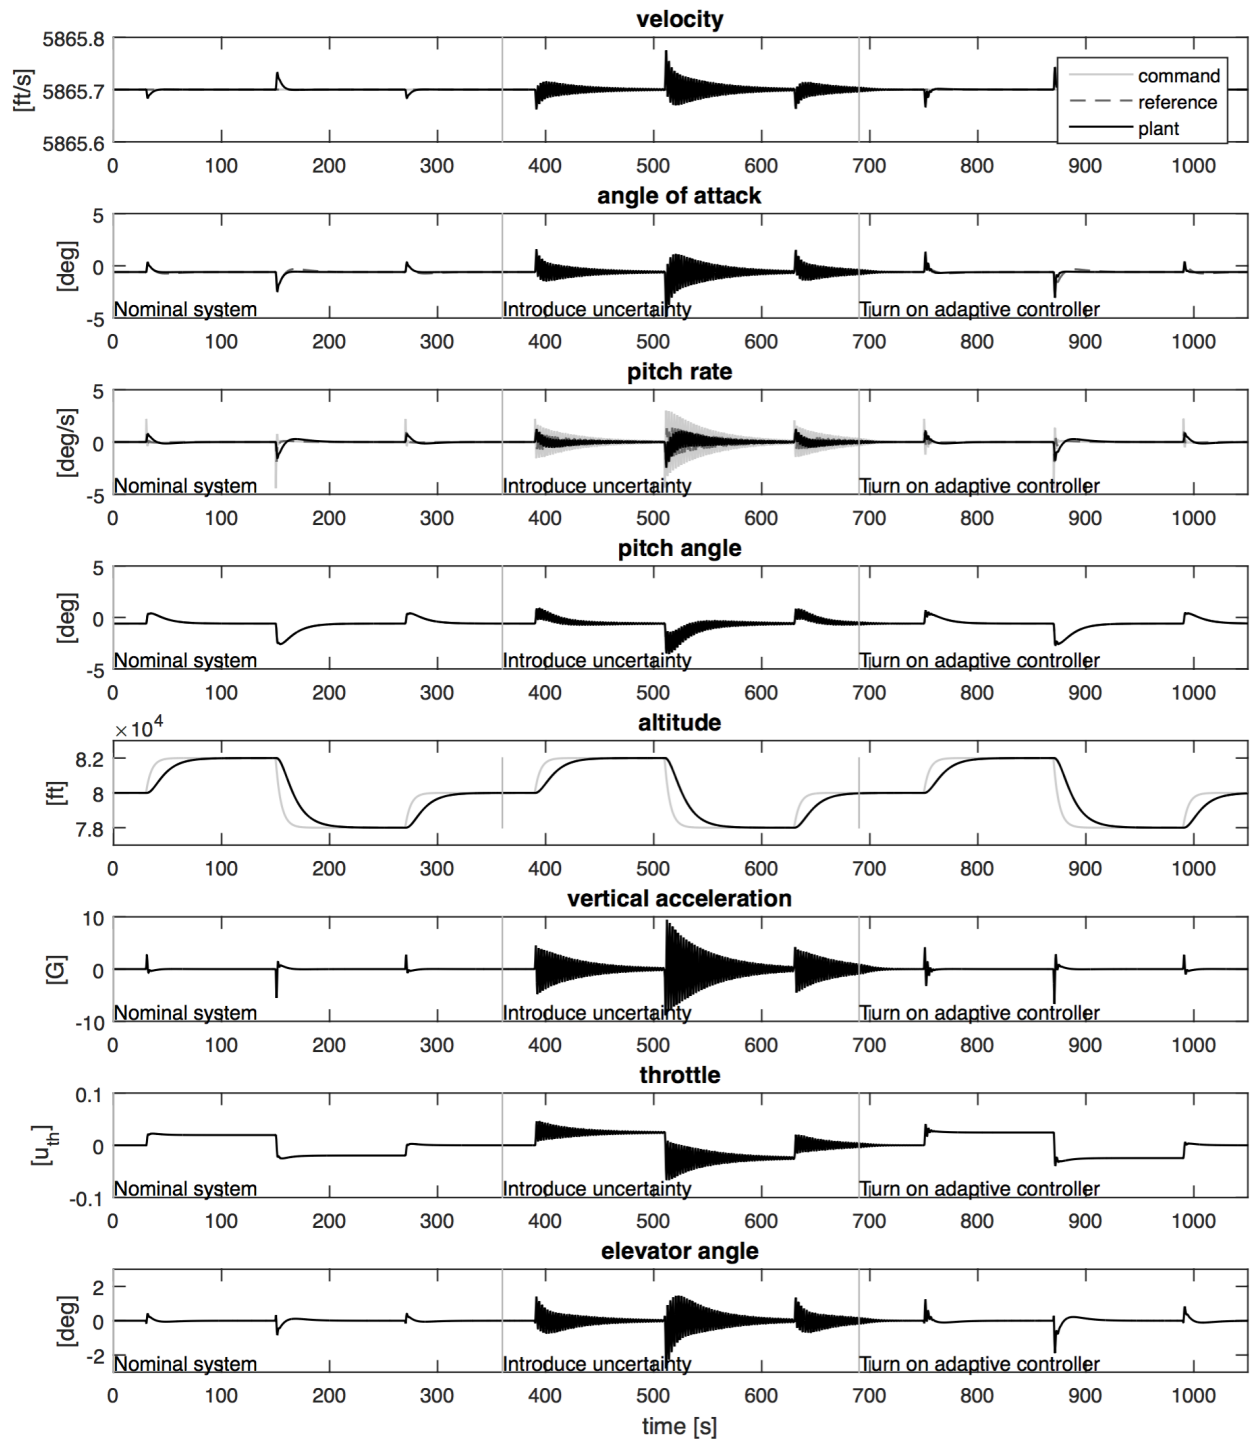 velocity
5865.8
5865.7
5865.6
[ft/s]
command
reference
plant
0 100 200 300 400 500 600 700 800 900 1000
angle of attack
5
0
-5
[deg]
Nominal system Introduce uncertainty Turn on adaptive controller
0 100 200 300 400 500 600 700 800 900 1000
pitch rate
5
0
-5
[deg/s]
Nominal system Introduce uncertainty Turn on adaptive controller
0 100 200 300 400 500 600 700 800 900 1000
pitch angle
5
0
-5
[deg]
Nominal system Introduce uncertainty Turn on adaptive controller
0 100 200 300 400 500 600 700 800 900 1000
altitude
×10^4
8.2
8
7.8
[ft]
0 100 200 300 400 500 600 700 800 900 1000
vertical acceleration
10
0
-10
[G]
Nominal system Introduce uncertainty Turn on adaptive controller
0 100 200 300 400 500 600 700 800 900 1000
throttle
0.1
0
-0.1
[u_th]
Nominal system Introduce uncertainty Turn on adaptive controller
0 100 200 300 400 500 600 700 800 900 1000
elevator angle
2
0
-2
[deg]
Nominal system Introduce uncertainty Turn on adaptive controller
0 100 200 300 400 500 600 700 800 900 1000
time [s]